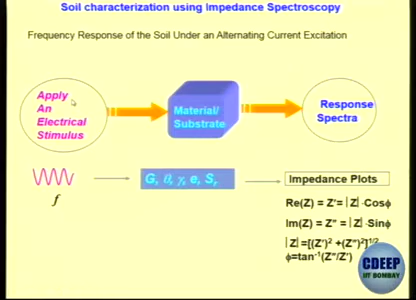 Soil characterization using Impedance Spectroscopy
Frequency Response of the Soil Under an Alternating Current Excitation
Apply
An
Electrical
Stimulus
Material/
Substrate
Response
Spectra
f
G, θ, γ, e, Sr
Impedance Plots
Re(Z) = Z'=|Z|·Cosϕ
Im(Z) = Z" =|Z|·Sinϕ
|Z|=[(Z')² +(Z")²]^1/2
ϕ=tan⁻¹(Z"/Z')
CDEEP
IIT BOMBAY